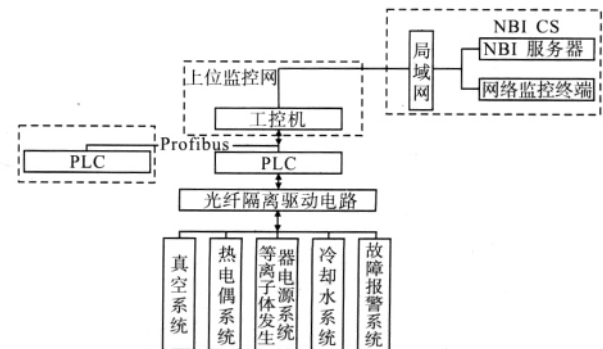 NBI CS
NBI 服务器
局域网
网络监控终端
上位监控网
工控机
Profibus
PLC
PLC
光纤隔离驱动电路
真空系统
热电偶系统
等离子体发生
器电源系统
冷却水系统
故障报警系统